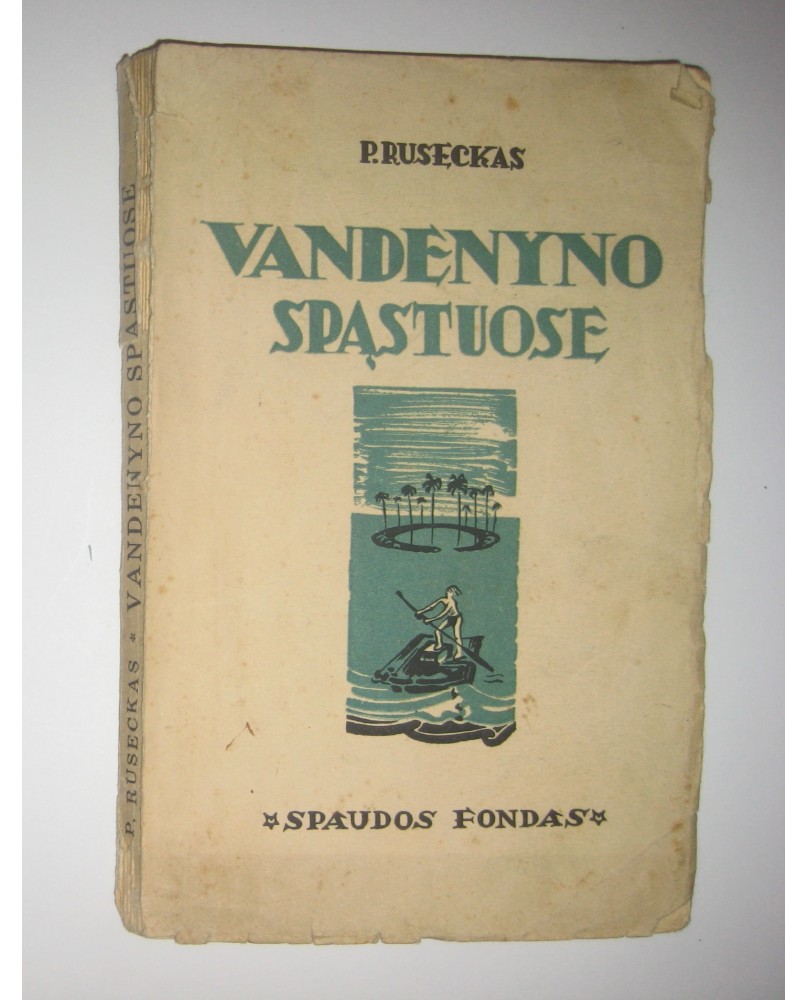 P. RUSECKAS
VANDENYNO
SPĄSTUOSE
☆SPAUDOS FONDAS☆
P. RUSECKAS * VANDENYNO SPĄSTUOSE